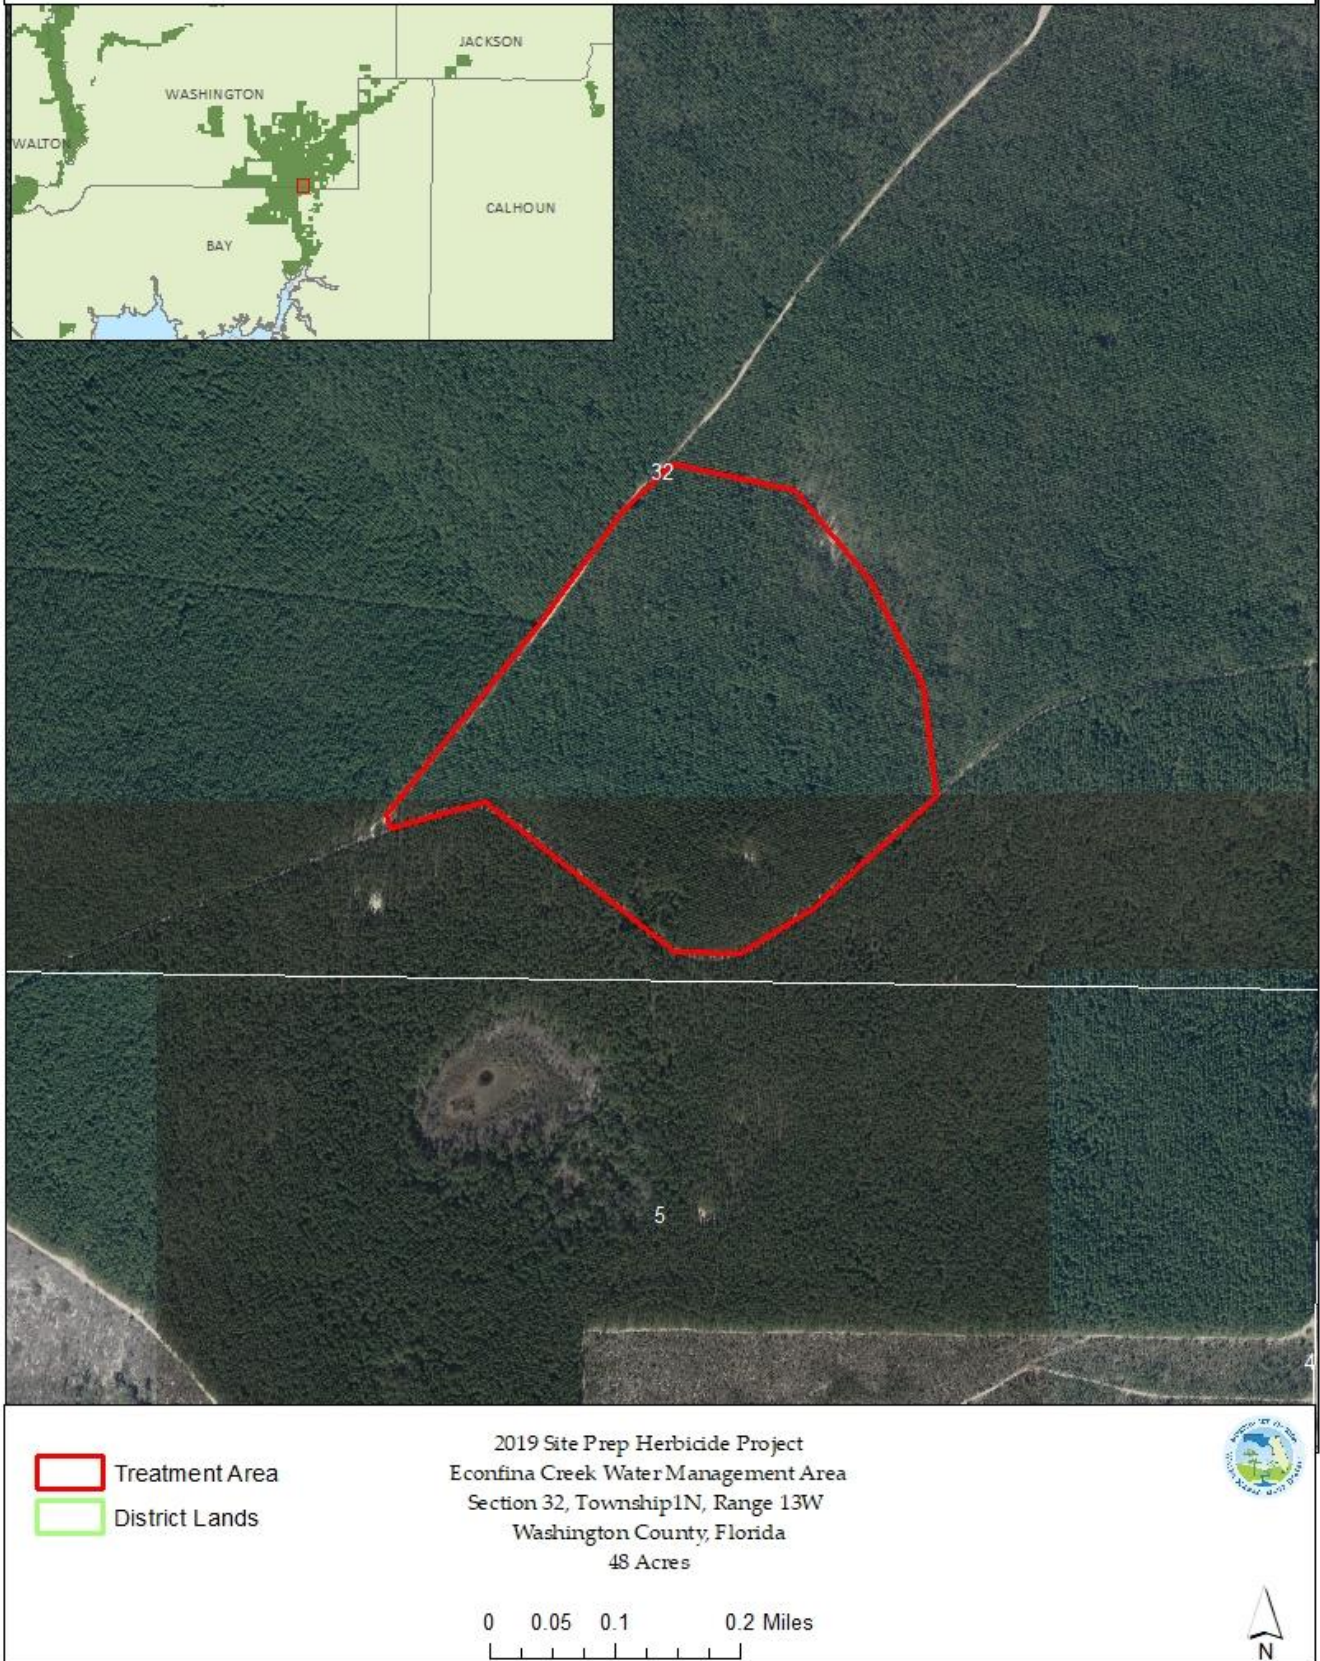 JACKSON
WASHINGTON
WALTON
CALHOUN
BAY
32
5
4
Treatment Area
District Lands
2019 Site Prep Herbicide Project
Econfina Creek Water Management Area
Section 32, Township1N, Range 13W
Washington County, Florida
48 Acres
0 0.05 0.1 0.2 Miles
N